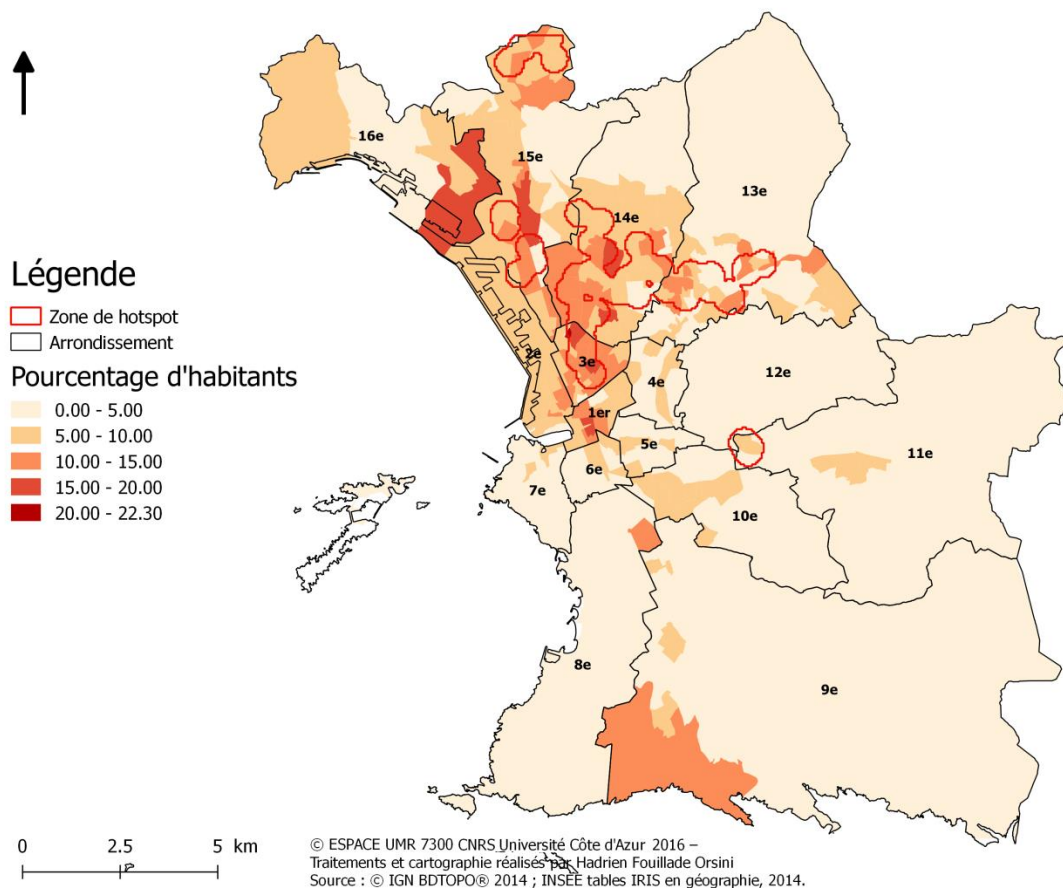 16e
15e
13e
14e
Légende
Zone de hotspot
Arrondissement
Pourcentage d'habitants
0.00 - 5.00
5.00 - 10.00
10.00 - 15.00
15.00 - 20.00
20.00 - 22.30
2e
3e
4e
12e
1er
5e
11e
6e
7e
10e
8e
9e
0 2.5 5 km
© ESPACE UMR 7300 CNRS Université Côte d'Azur 2016 –
Traitements et cartographie réalisés par Hadrien Fouillade Orsini
Source : © IGN BDTOPO® 2014 ; INSEE tables IRIS en géographie, 2014.